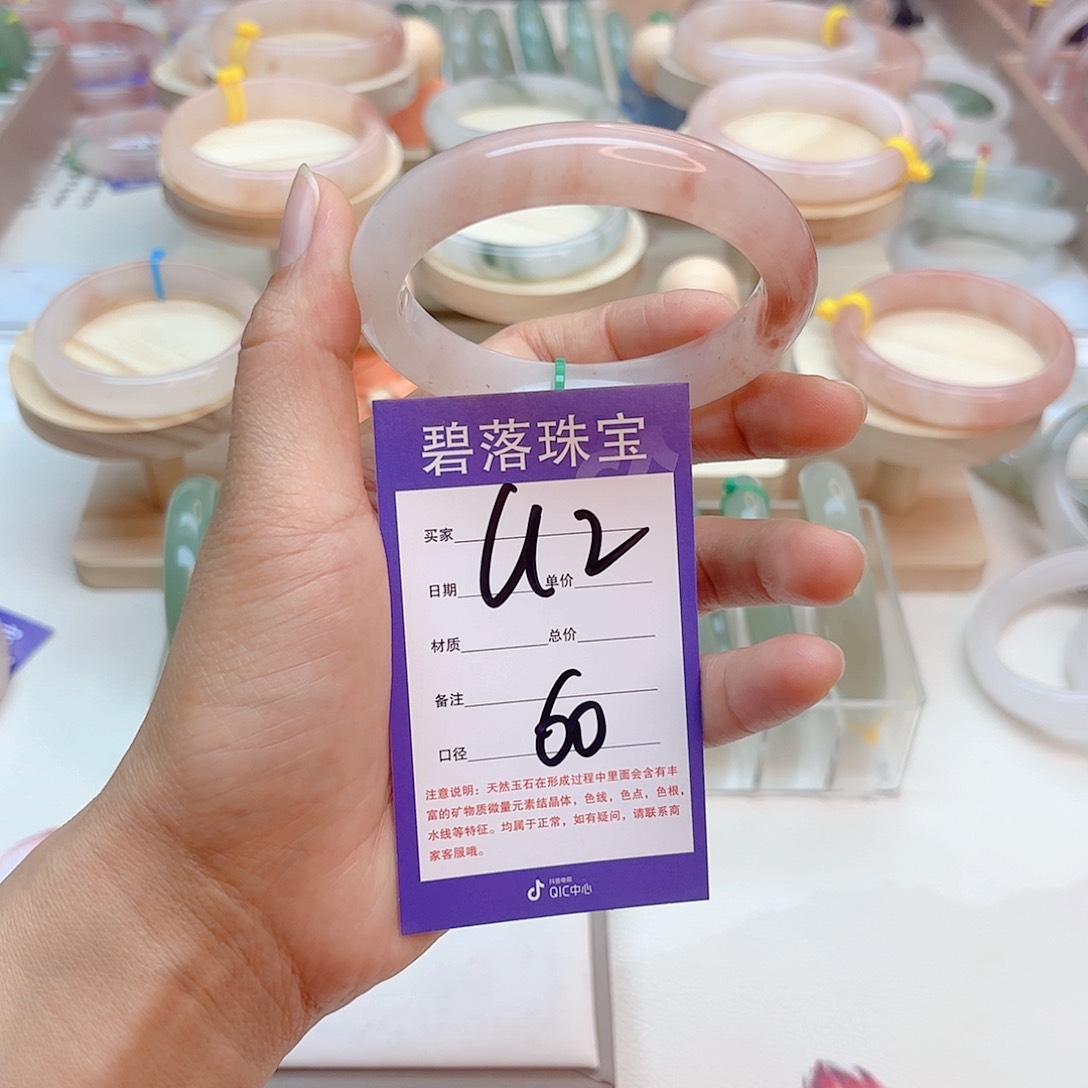 碧落珠宝
买家 U2
日期 单价
材质 总价
备注
口径 60
注意说明：天然玉石在形成过程中里面会含有丰
富的矿物质微量元素结晶体，色线，色点，色根，
水线等特征。均属于正常，如有疑问，请联系商
家客服哦。
抖音电商
QIC中心